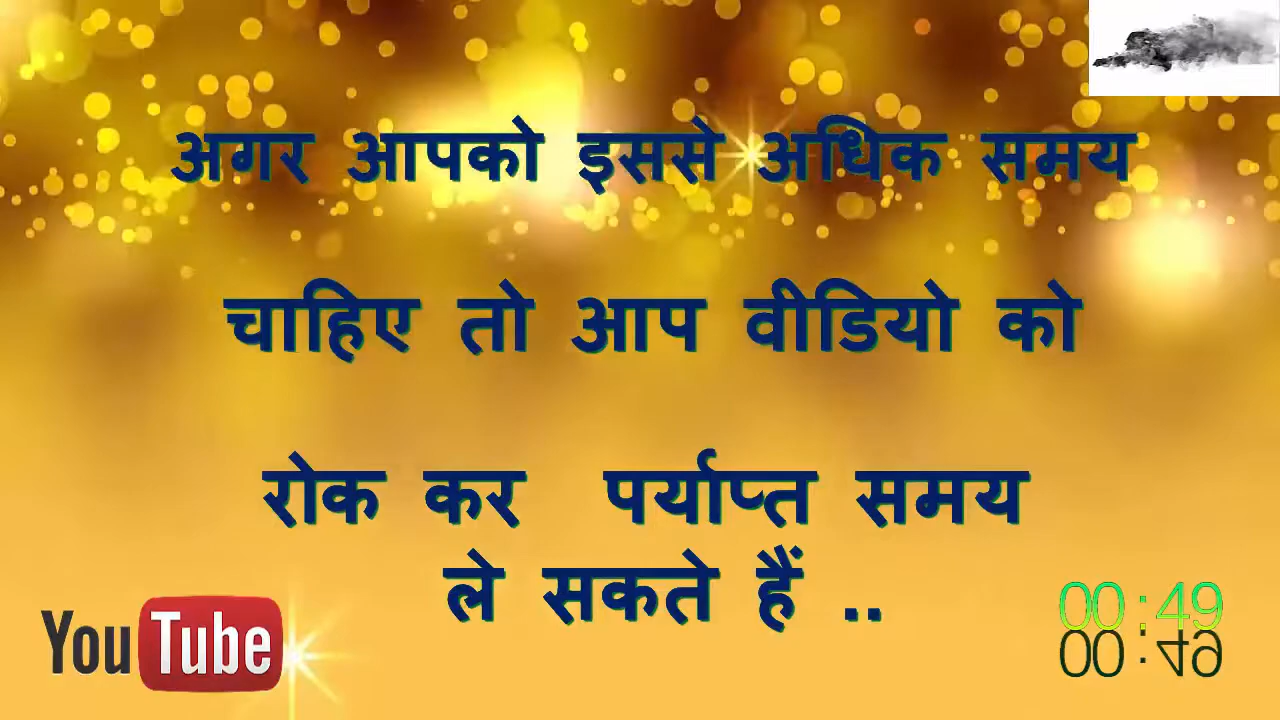 अगर आपको इससे अधिक समय
चाहिए तो आप वीडियो को
रोक कर पर्याप्त समय
ले सकते हैं ..
YouTube
00:49